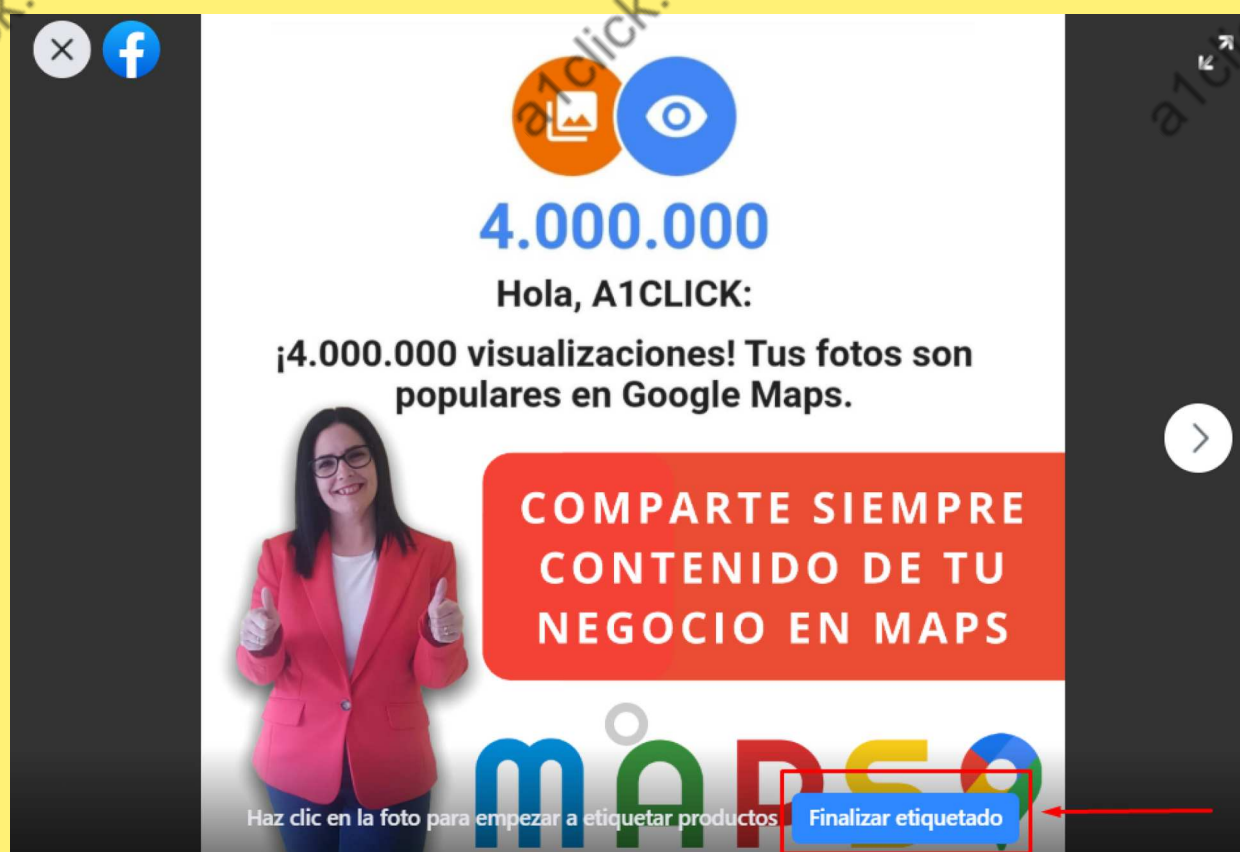 a1click.
4.000.000
Hola, A1CLICK:
¡4.000.000 visualizaciones! Tus fotos son
populares en Google Maps.
COMPARTE SIEMPRE
CONTENIDO DE TU
NEGOCIO EN MAPS
MAPS
Haz clic en la foto para empezar a etiquetar productos
Finalizar etiquetado